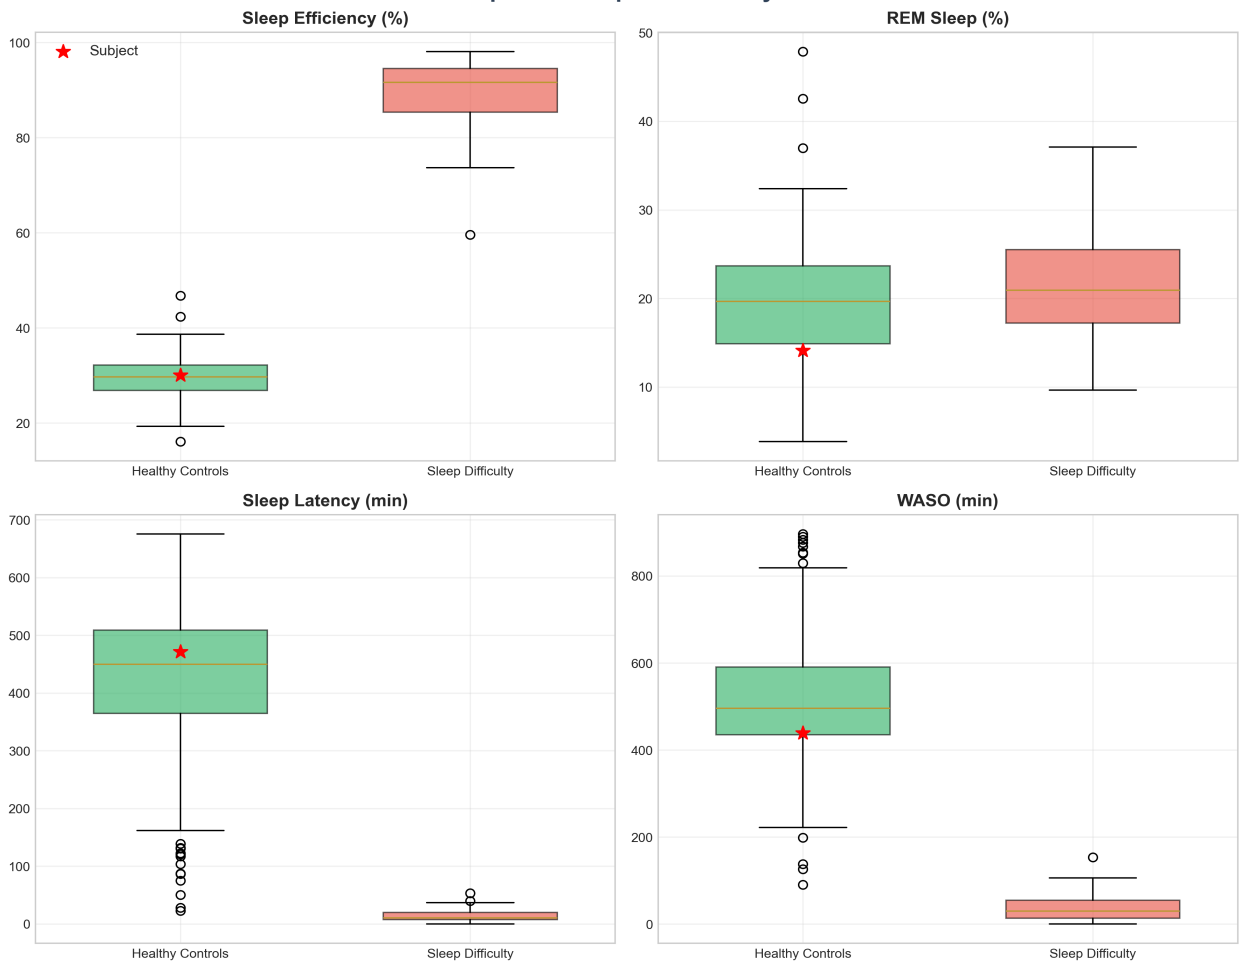 Sleep Efficiency (%)
100
80
60
40
20
Subject
Healthy Controls
Sleep Difficulty
REM Sleep (%)
50
40
30
20
10
Healthy Controls
Sleep Difficulty
Sleep Latency (min)
700
600
500
400
300
200
100
0
Healthy Controls
Sleep Difficulty
WASO (min)
800
600
400
200
0
Healthy Controls
Sleep Difficulty